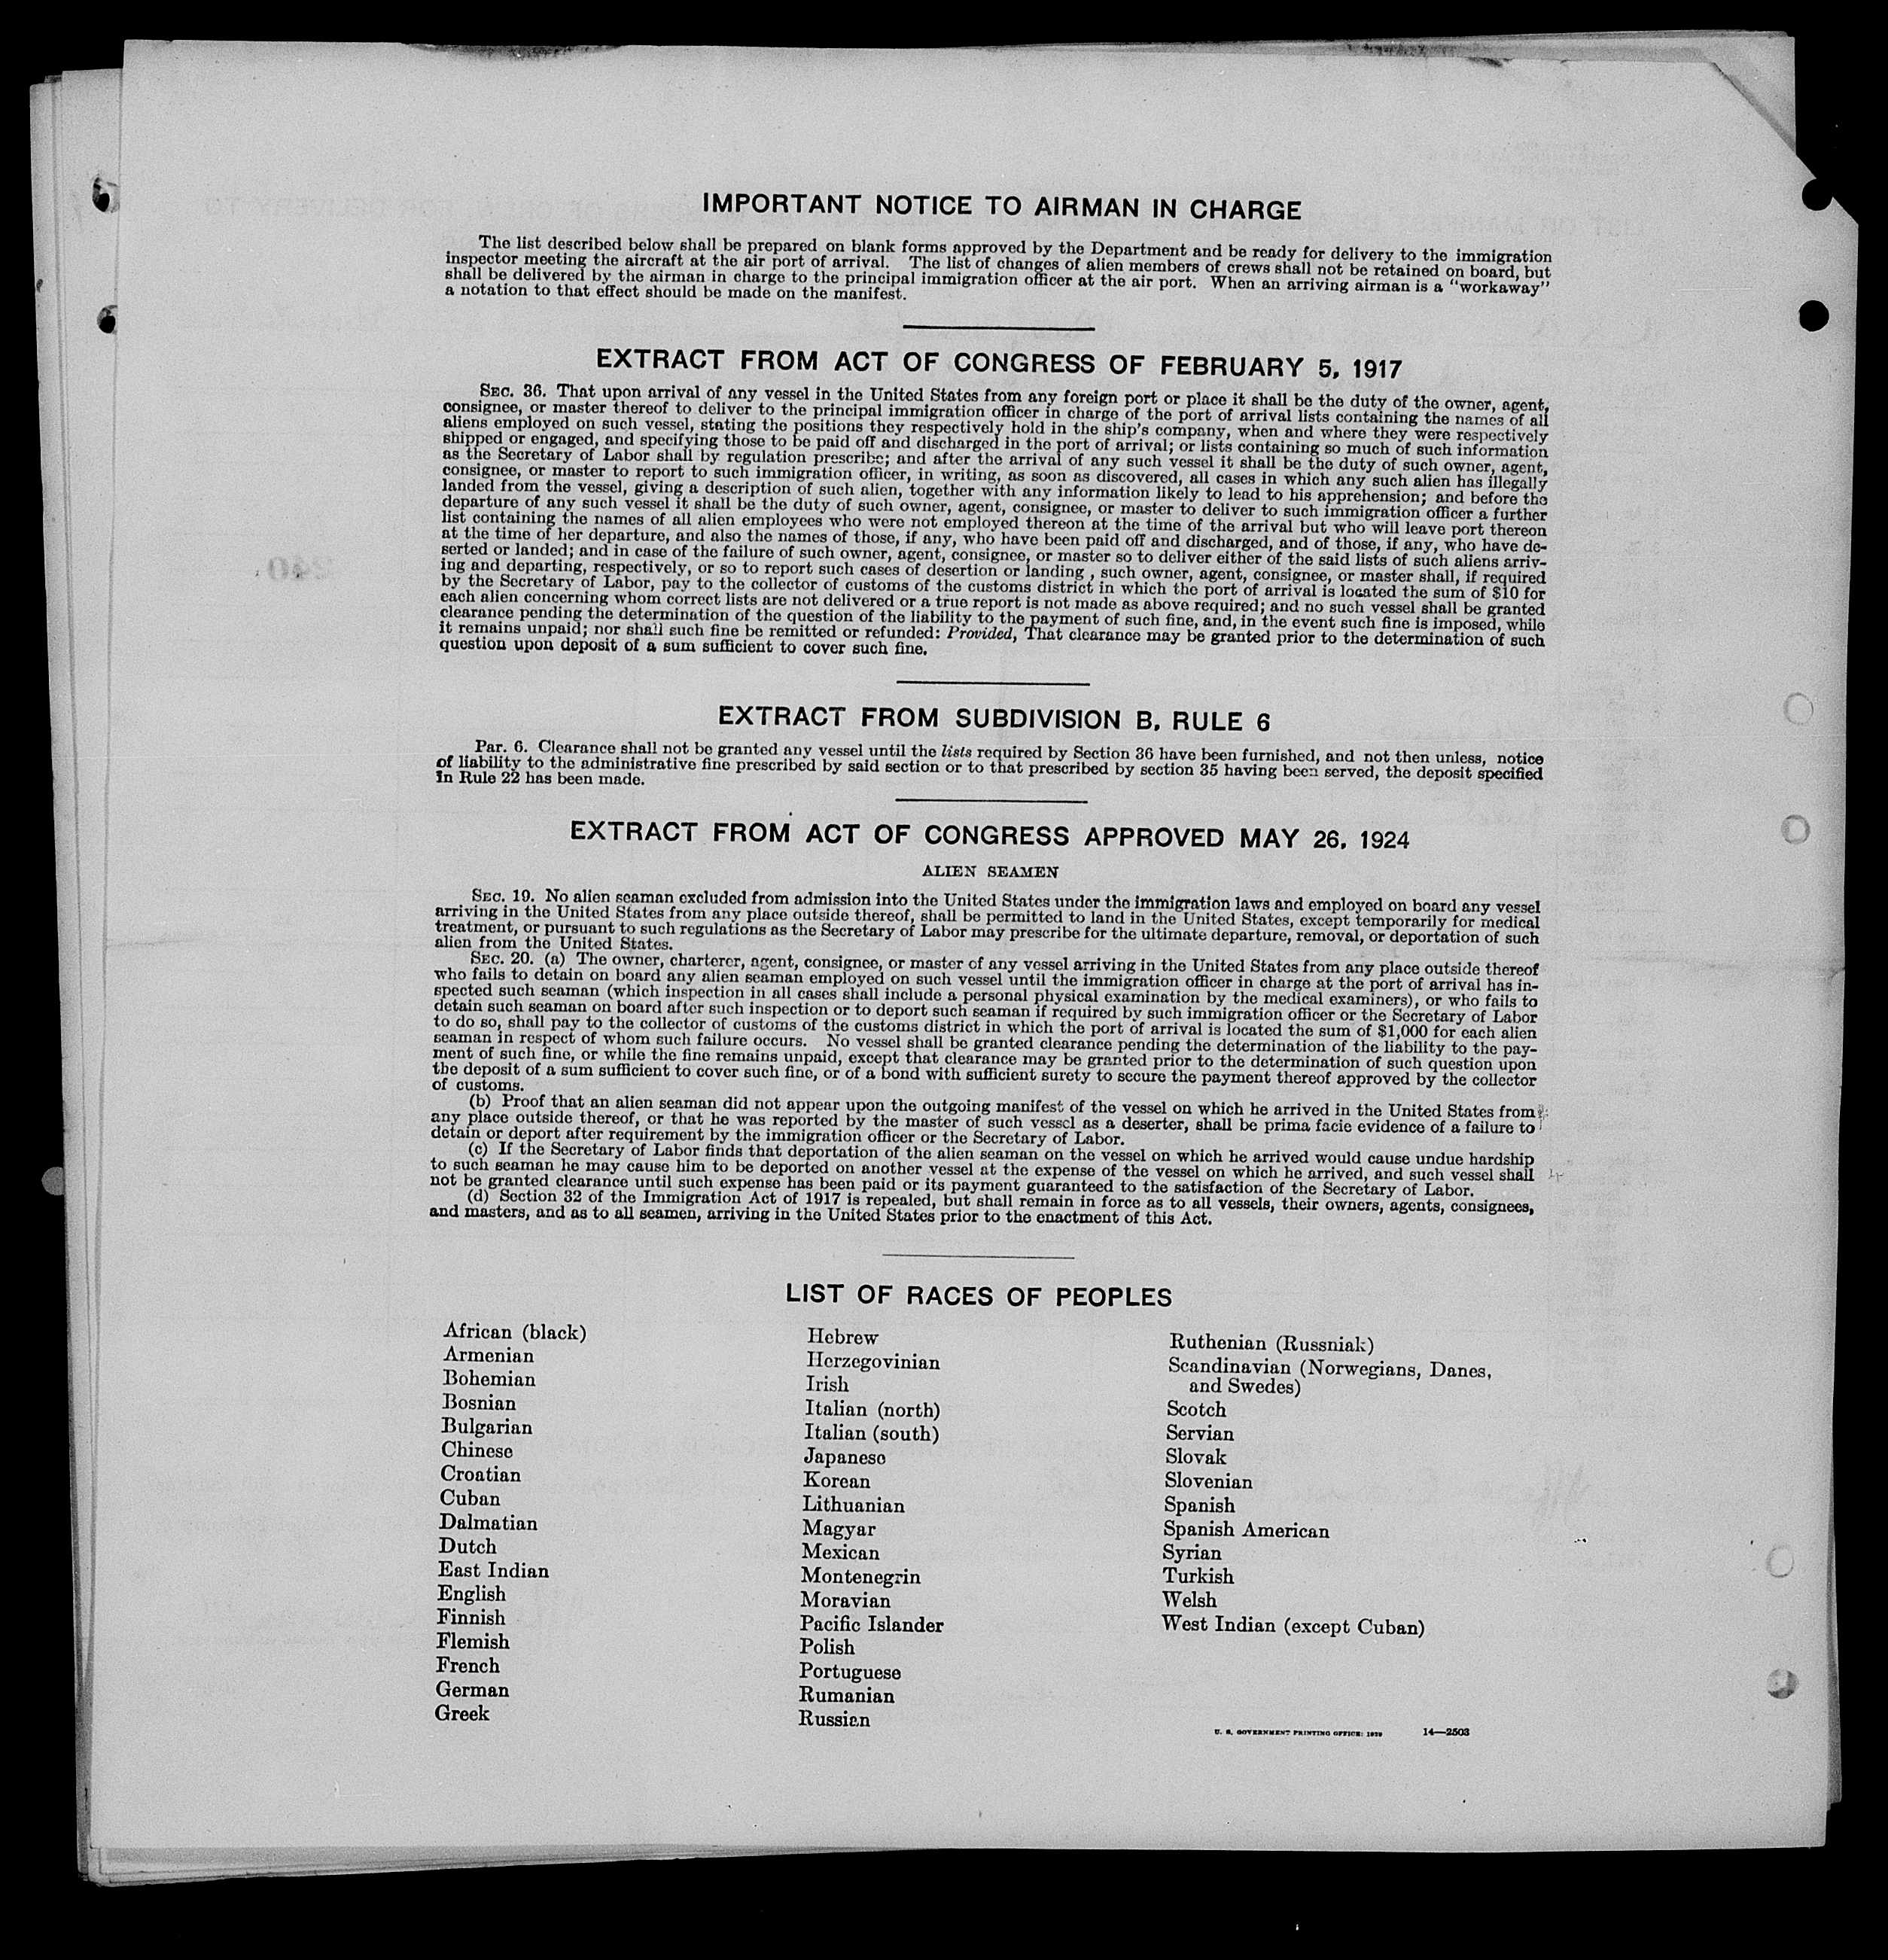 IMPORTANT NOTICE TO AIRMAN IN CHARGE
The list described below shall be prepared on blank forms approved by the Department and be ready for delivery to the immigration
inspector meeting the aircraft at the air port of arrival. The list of changes of alien members of crews shall not be retained on board, but
shall be delivered by the airman in charge to the principal immigration officer at the air port. When an arriving airman is a "workaway"
a notation to that effect should be made on the manifest.
EXTRACT FROM ACT OF CONGRESS OF FEBRUARY 5, 1917
SEC. 36. That upon arrival of any vessel in the United States from any foreign port or place it shall be the duty of the owner, agent,
consignee, or master thereof to deliver to the principal immigration officer in charge of the port of arrival lists containing the names of all
aliens employed on such vessel, stating the positions they respectively hold in the ship's company, when and where they were respectively
shipped or engaged, and specifying those to be paid off and discharged in the port of arrival; or lists containing so much of such information
as the Secretary of Labor shall by regulation prescribe; and after the arrival of any such vessel it shall be the duty of such owner, agent,
consignee, or master to report to such immigration officer, in writing, as soon as discovered, all cases in which any such alien has illegally
landed from the vessel, giving a description of such alien, together with any information likely to lead to his apprehension; and before the
departure of any such vessel it shall be the duty of such owner, agent, consignee, or master to deliver to such immigration officer a further
list containing the names of all alien employees who were not employed thereon at the time of the arrival but who will leave port thereon
at the time of her departure, and also the names of those, if any, who have been paid off and discharged, and of those, if any, who have de-
serted or landed; and in case of the failure of such owner, agent, consignee, or master so to deliver either of the said lists of such aliens arriv-
ing and departing, respectively, or so to report such cases of desertion or landing , such owner, agent, consignee, or master shall, if required
by the Secretary of Labor, pay to the collector of customs of the customs district in which the port of arrival is located the sum of $10 for
each alien concerning whom correct lists are not delivered or a true report is not made as above required; and no such vessel shall be granted
clearance pending the determination of the question of the liability to the payment of such fine, and, in the event such fine is imposed, while
it remains unpaid; nor shall such fine be remitted or refunded: Provided, That clearance may be granted prior to the determination of such
question upon deposit of a sum sufficient to cover such fine.
EXTRACT FROM SUBDIVISION B, RULE 6
Par. 6. Clearance shall not be granted any vessel until the lists required by Section 36 have been furnished, and not then unless, notice
of liability to the administrative fine prescribed by said section or to that prescribed by section 35 having been served, the deposit specified
in Rule 22 has been made.
EXTRACT FROM ACT OF CONGRESS APPROVED MAY 26, 1924
ALIEN SEAMEN
SEC. 19. No alien seaman excluded from admission into the United States under the immigration laws and employed on board any vessel
arriving in the United States from any place outside thereof, shall be permitted to land in the United States, except temporarily for medical
treatment, or pursuant to such regulations as the Secretary of Labor may prescribe for the ultimate departure, removal, or deportation of such
alien from the United States.
SEC. 20. (a) The owner, charterer, agent, consignee, or master of any vessel arriving in the United States from any place outside thereof
who fails to detain on board any alien seaman employed on such vessel until the immigration officer in charge at the port of arrival has in-
spected such seaman (which inspection in all cases shall include a personal physical examination by the medical examiners), or who fails to
detain such seaman on board after such inspection or to deport such seaman if required by such immigration officer or the Secretary of Labor
to do so, shall pay to the collector of customs of the customs district in which the port of arrival is located the sum of $1,000 for each alien
seaman in respect of whom such failure occurs. No vessel shall be granted clearance pending the determination of the liability to the pay-
ment of such fine, or while the fine remains unpaid, except that clearance may be granted prior to the determination of such question upon
the deposit of a sum sufficient to cover such fine, or of a bond with sufficient surety to secure the payment thereof approved by the collector
of customs.
(b) Proof that an alien seaman did not appear upon the outgoing manifest of the vessel on which he arrived in the United States from
any place outside thereof, or that he was reported by the master of such vessel as a deserter, shall be prima facie evidence of a failure to
detain or deport after requirement by the immigration officer or the Secretary of Labor.
(c) If the Secretary of Labor finds that deportation of the alien seaman on the vessel on which he arrived would cause undue hardship
to such seaman he may cause him to be deported on another vessel at the expense of the vessel on which he arrived, and such vessel shall
not be granted clearance until such expense has been paid or its payment guaranteed to the satisfaction of the Secretary of Labor.
(d) Section 32 of the Immigration Act of 1917 is repealed, but shall remain in force as to all vessels, their owners, agents, consignees,
and masters, and as to all seamen, arriving in the United States prior to the enactment of this Act.
LIST OF RACES OF PEOPLES
African (black)
Armenian
Bohemian
Bosnian
Bulgarian
Chinese
Croatian
Cuban
Dalmatian
Dutch
East Indian
English
Finnish
Flemish
French
German
Greek
Hebrew
Herzegovinian
Irish
Italian (north)
Italian (south)
Japanese
Korean
Lithuanian
Magyar
Mexican
Montenegrin
Moravian
Pacific Islander
Polish
Portuguese
Rumanian
Russian
Ruthenian (Russniak)
Scandinavian (Norwegians, Danes,
and Swedes)
Scotch
Servian
Slovak
Slovenian
Spanish
Spanish American
Syrian
Turkish
Welsh
West Indian (except Cuban)
U. S. GOVERNMENT PRINTING OFFICE: 14—2503